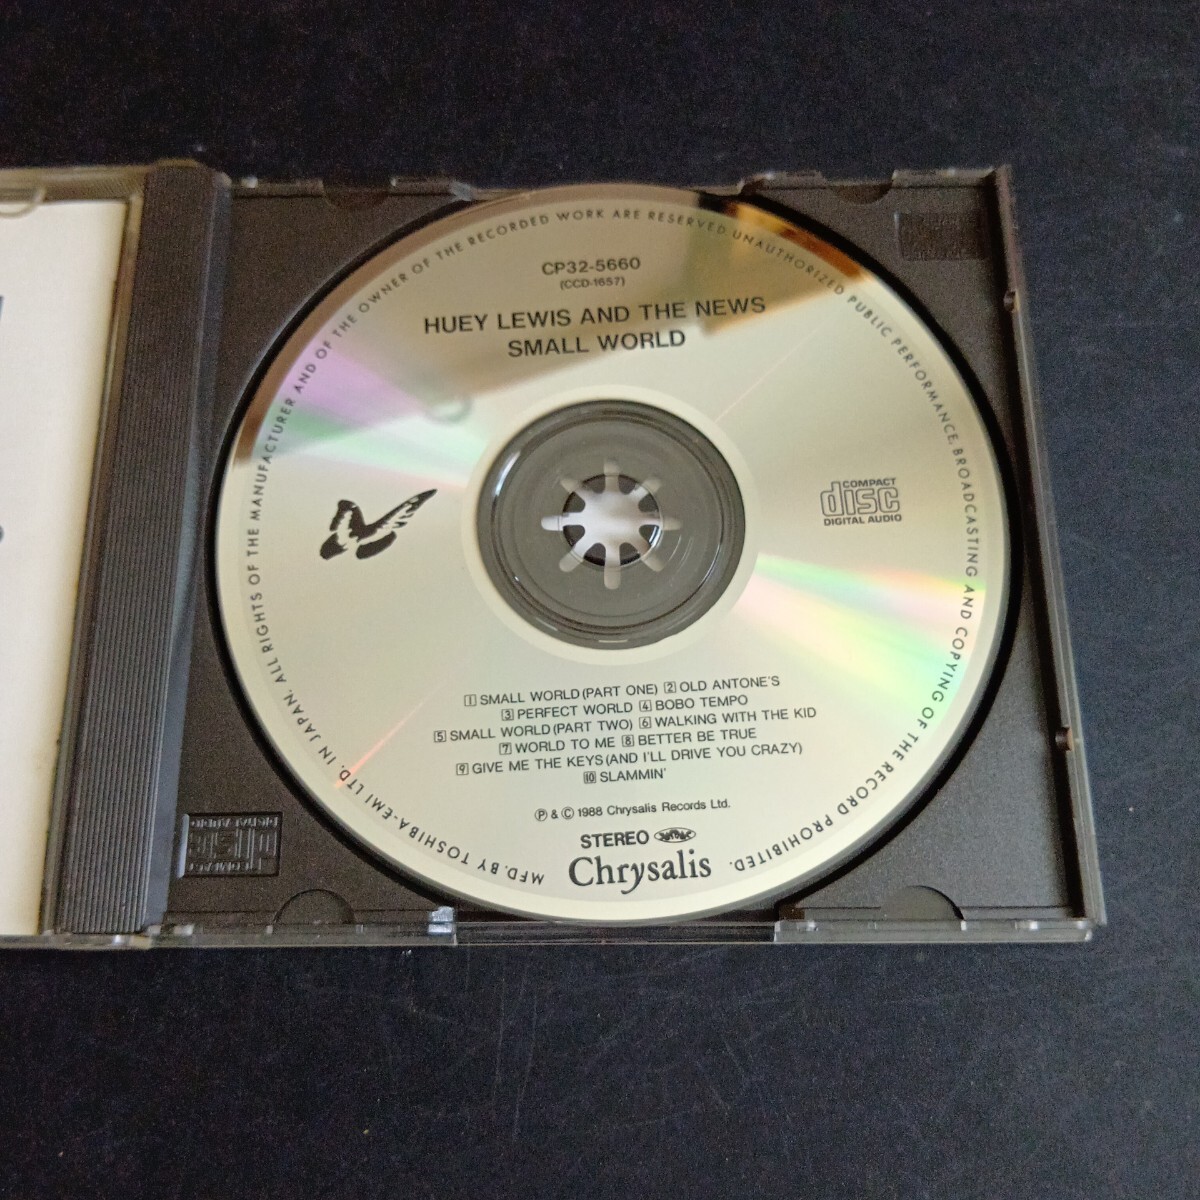 CP32-5660
(CCD-1657)
HUEY LEWIS AND THE NEWS
SMALL WORLD
COMPACT
disc
DIGITAL AUDIO
1 SMALL WORLD (PART ONE) 2 OLD ANTONE'S
3 PERFECT WORLD 4 BOBO TEMPO
5 SMALL WORLD (PART TWO) 6 WALKING WITH THE KID
7 WORLD TO ME 8 BETTER BE TRUE
9 GIVE ME THE KEYS (AND I'LL DRIVE YOU CRAZY)
10 SLAMMIN'
Ⓟ & © 1988 Chrysalis Records Ltd.
STEREO
Chrysalis
MFD. BY TOSHIBA-EMI LTD. IN JAPAN. ALL RIGHTS OF THE MANUFACTURER AND OF THE OWNER OF THE RECORDED WORK ARE RESERVED UNAUTHORIZED PUBLIC PERFORMANCE, BROADCASTING AND COPYING OF THE RECORD PROHIBITED.